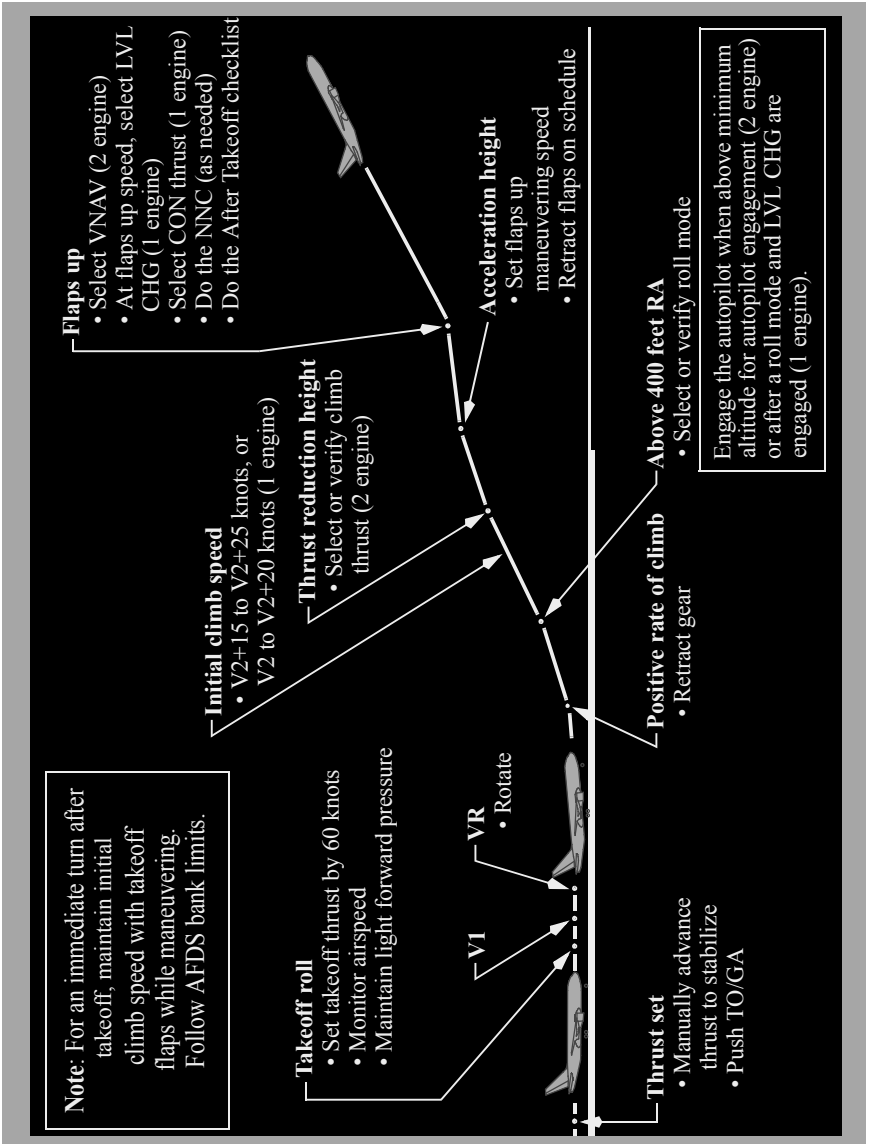 Note: For an immediate turn after
takeoff, maintain initial
climb speed with takeoff
flaps while maneuvering.
Follow AFDS bank limits.
Takeoff roll
• Set takeoff thrust by 60 knots
• Monitor airspeed
• Maintain light forward pressure
V1
VR
• Rotate
Thrust set
• Manually advance
thrust to stabilize
• Push TO/GA
Initial climb speed
• V2+15 to V2+25 knots, or
V2 to V2+20 knots (1 engine)
Thrust reduction height
• Select or verify climb
thrust (2 engine)
Positive rate of climb
• Retract gear
Flaps up
• Select VNAV (2 engine)
• At flaps up speed, select LVL
CHG (1 engine)
• Select CON thrust (1 engine)
• Do the NNC (as needed)
• Do the After Takeoff checklist
Acceleration height
• Set flaps up
maneuvering speed
• Retract flaps on schedule
Above 400 feet RA
• Select or verify roll mode
Engage the autopilot when above minimum
altitude for autopilot engagement (2 engine)
or after a roll mode and LVL CHG are
engaged (1 engine).